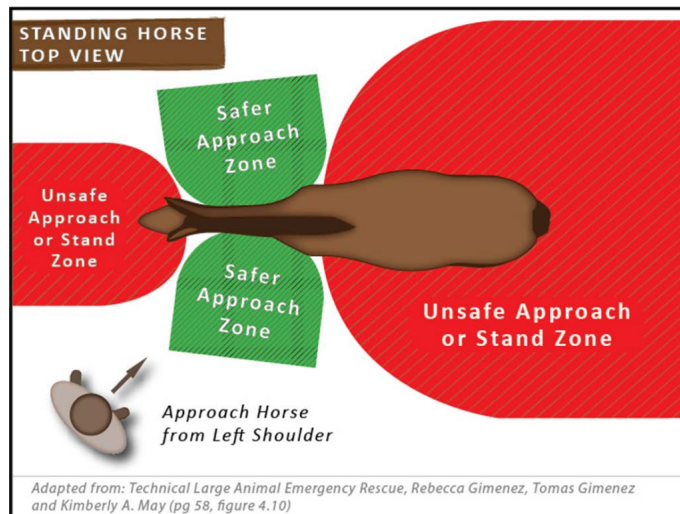 STANDING HORSE
TOP VIEW
Safer
Approach
Zone
Unsafe
Approach
or Stand
Zone
Safer
Approach
Zone
Unsafe Approach
or Stand Zone
Approach Horse
from Left Shoulder
Adapted from: Technical Large Animal Emergency Rescue, Rebecca Gimenez, Tomas Gimenez
and Kimberly A. May (pg 58, figure 4.10)